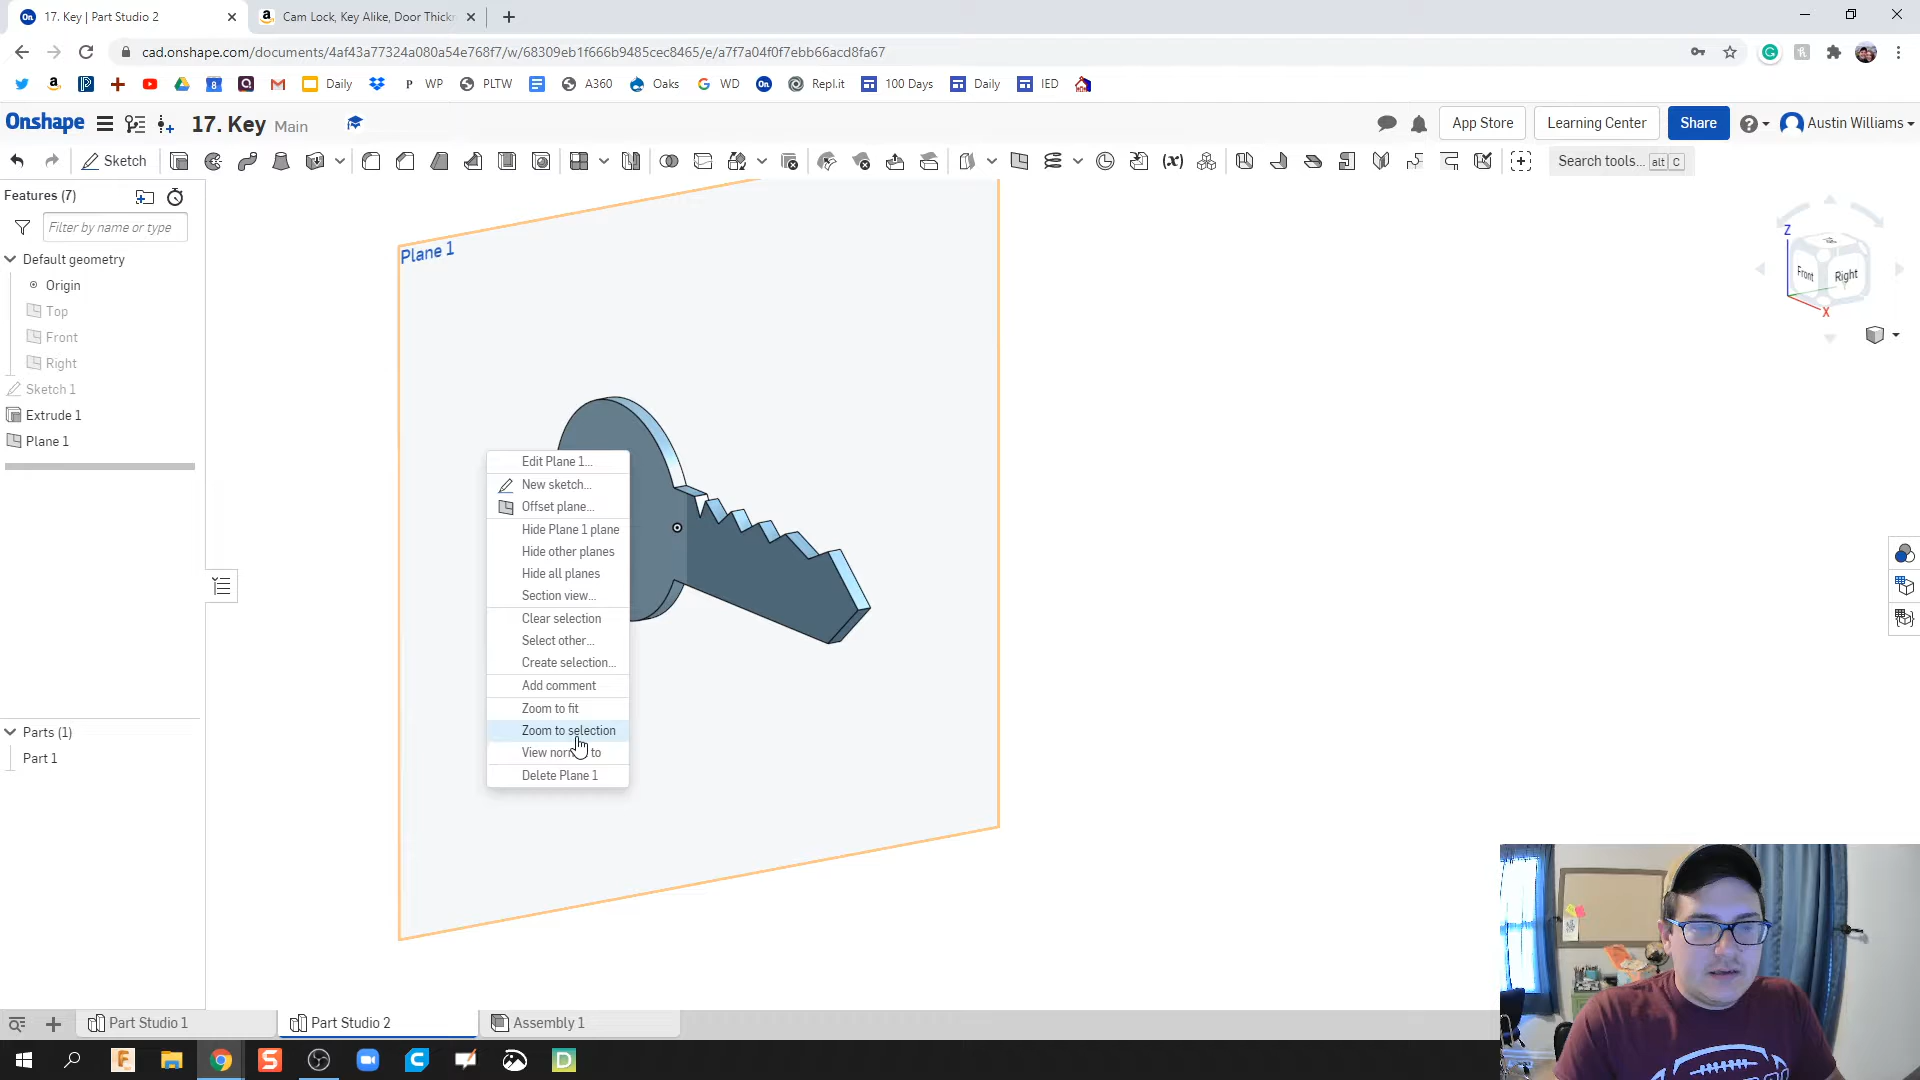 17. Key | Part Studio 2
Cam Lock, Key Alike, Door Thickn
cad.onshape.com/documents/4af43a77324a080a54e768f7/w/68309eb1f666b9485cec8465/e/a7f7a04f0f7ebb66acd8fa67
Daily
WP
PLTW
A360
Oaks
WD
Repl.it
100 Days
Daily
IED
Onshape
17. Key Main
App Store
Learning Center
Share
Austin Williams
Sketch
Search tools... alt C
Features (7)
Filter by name or type
Default geometry
Origin
Top
Front
Right
Sketch 1
Extrude 1
Plane 1
Parts (1)
Part 1
Plane 1
Edit Plane 1...
New sketch...
Offset plane...
Hide Plane 1 plane
Hide other planes
Hide all planes
Section view...
Clear selection
Select other...
Create selection...
Add comment
Zoom to fit
Zoom to selection
Delete Plane 1
Z
Front
Right
X
Part Studio 1
Part Studio 2
Assembly 1